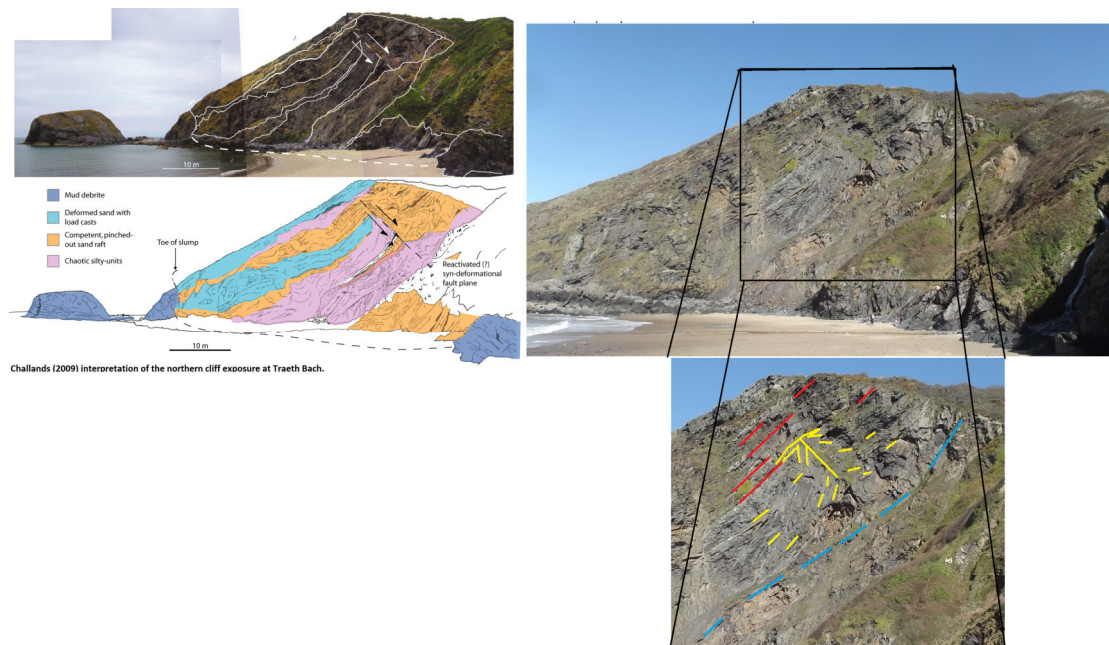 10 m
Mud debrite
Deformed sand with
load casts
Competent, pinched-
out sand raft
Chaotic silty-units
Toe of slump
Reactivated (?)
syn-deformational
fault plane
10 m
Challands (2009) interpretation of the northern cliff exposure at Traeth Bach.